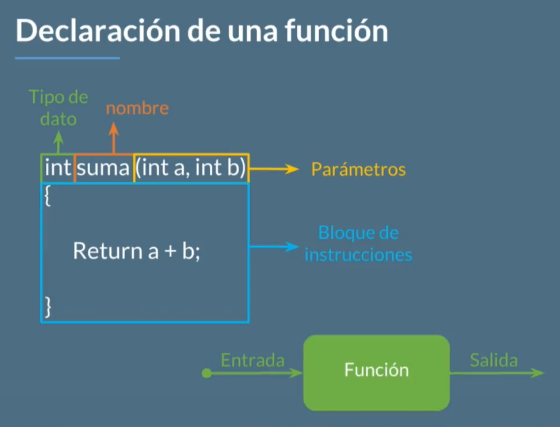 Declaración de una función
Tipo de
dato
nombre
int suma (int a, int b)
Parámetros
{
Return a + b;
}
Bloque de
instrucciones
Entrada
Función
Salida